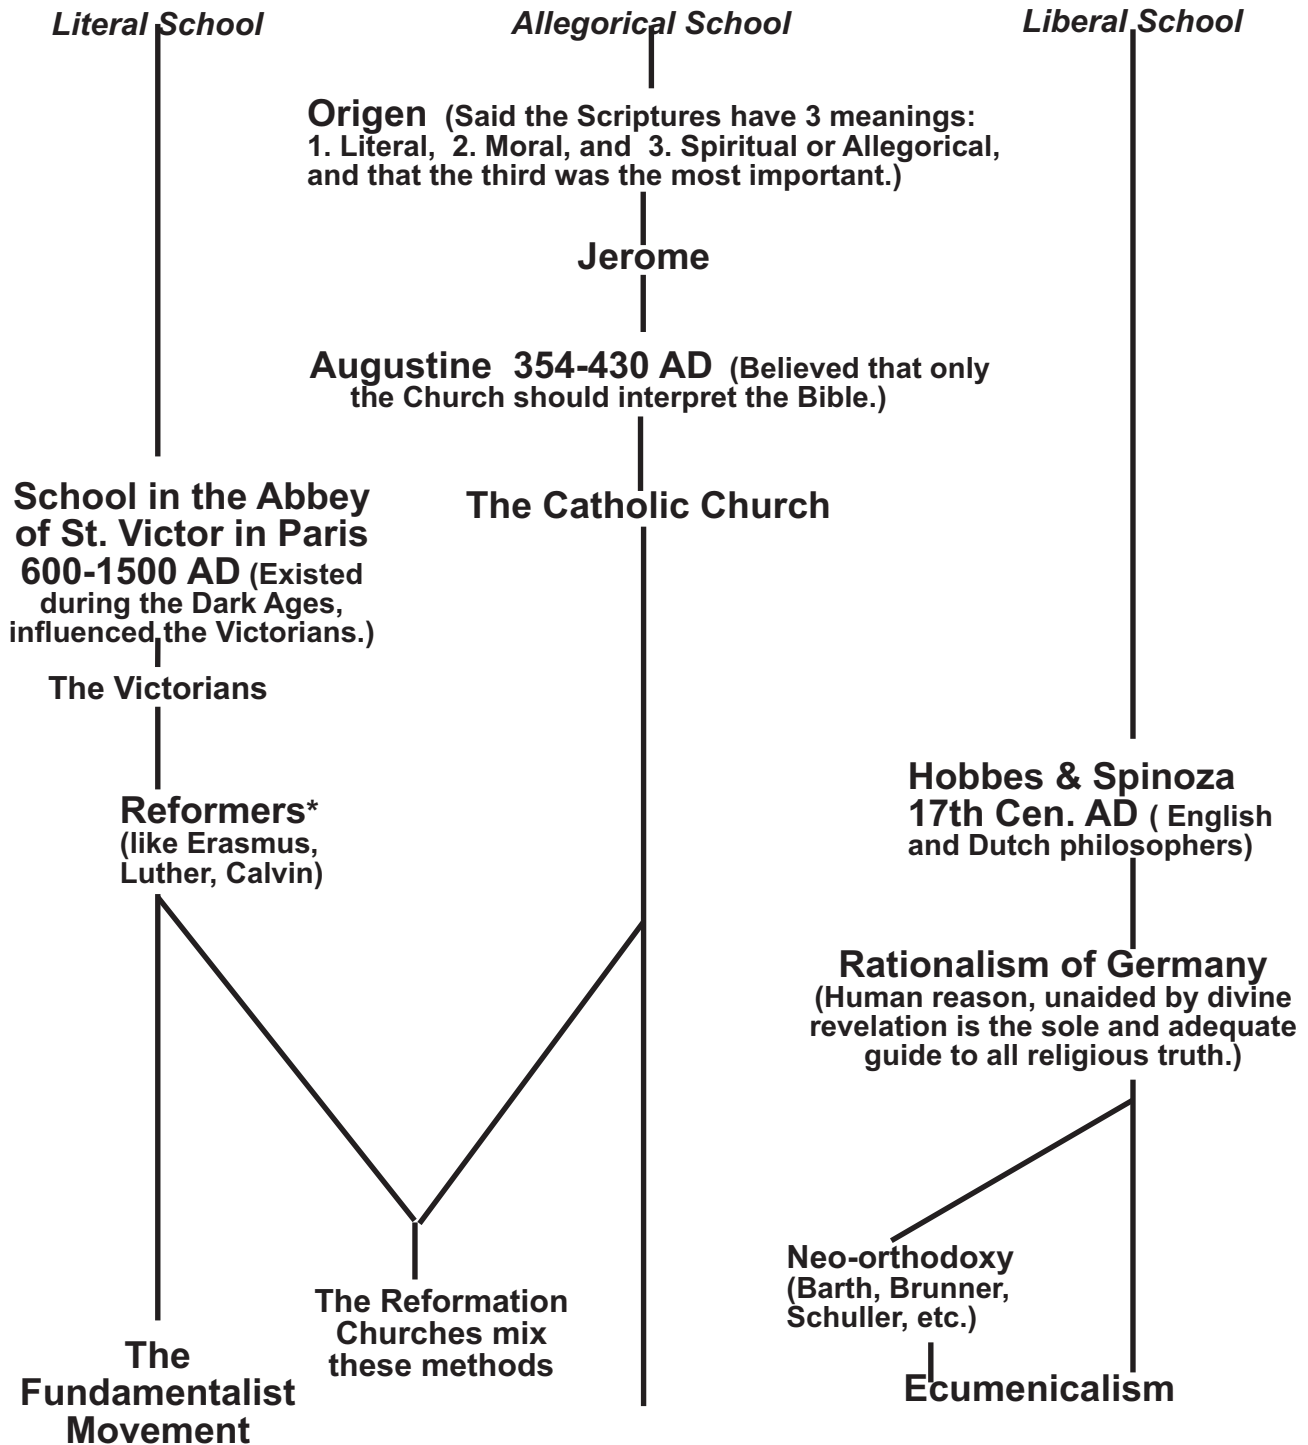 Literal School
Allegorical School
Liberal School
Origen (Said the Scriptures have 3 meanings:
1. Literal, 2. Moral, and 3. Spiritual or Allegorical,
and that the third was the most important.)
Jerome
Augustine 354-430 AD (Believed that only
the Church should interpret the Bible.)
School in the Abbey
of St. Victor in Paris
600-1500 AD (Existed
during the Dark Ages,
influenced the Victorians.)
The Catholic Church
The Victorians
Reformers*
(like Erasmus,
Luther, Calvin)
Hobbes & Spinoza
17th Cen. AD ( English
and Dutch philosophers)
Rationalism of Germany
(Human reason, unaided by divine
revelation is the sole and adequate
guide to all religious truth.)
Neo-orthodoxy
(Barth, Brunner,
Schuller, etc.)
The Reformation
Churches mix
these methods
The
Fundamentalist
Movement
Ecumenicalism